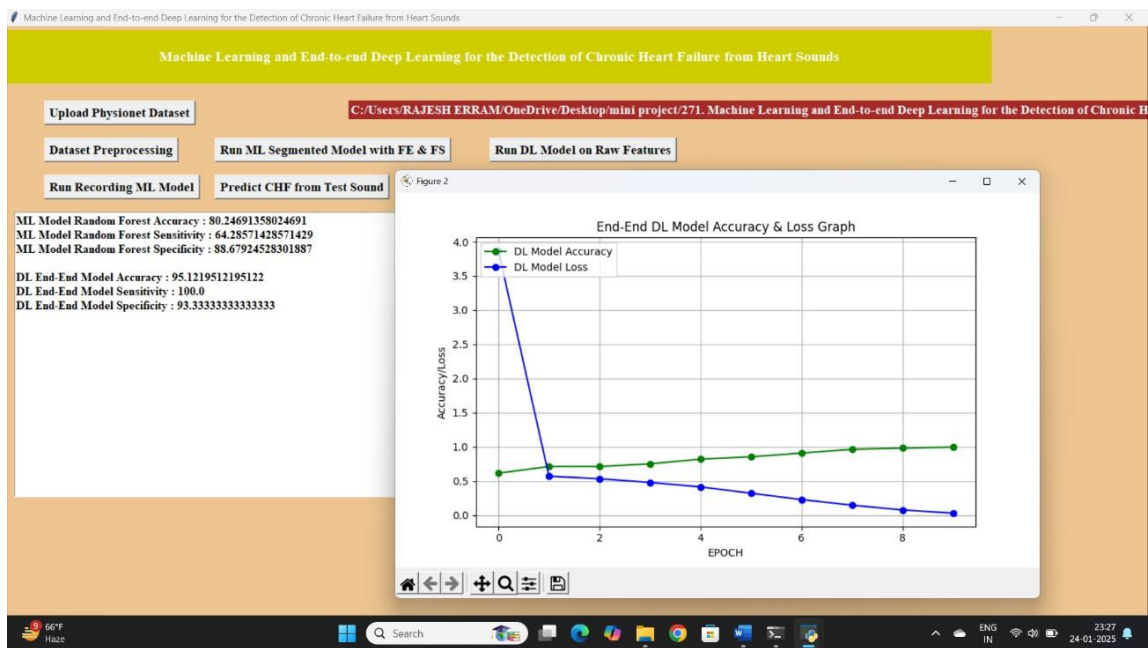 Machine Learning and End-to-end Deep Learning for the Detection of Chronic Heart Failure from Heart Sounds
Machine Learning and End-to-end Deep Learning for the Detection of Chronic Heart Failure from Heart Sounds
Upload Physionet Dataset
C:/Users/RAJESH ERRAM/OneDrive/Desktop/mini project/271. Machine Learning and End-to-end Deep Learning for the Detection of Chronic H
Dataset Preprocessing
Run ML Segmented Model with FE & FS
Run DL Model on Raw Features
Run Recording ML Model
Predict CHF from Test Sound
ML Model Random Forest Accuracy : 80.24691358024691
ML Model Random Forest Sensitivity : 64.28571428571429
ML Model Random Forest Specificity : 88.67924528301887
DL End-End Model Accuracy : 95.1219512195122
DL End-End Model Sensitivity : 100.0
DL End-End Model Specificity : 93.33333333333333
Figure 2
End-End DL Model Accuracy & Loss Graph
DL Model Accuracy
DL Model Loss
Accuracy/Loss
4.0
3.5
3.0
2.5
2.0
1.5
1.0
0.5
0.0
0 2 4 6 8
EPOCH
9
66°F
Haze
Search
ENG
IN
23:27
24-01-2025